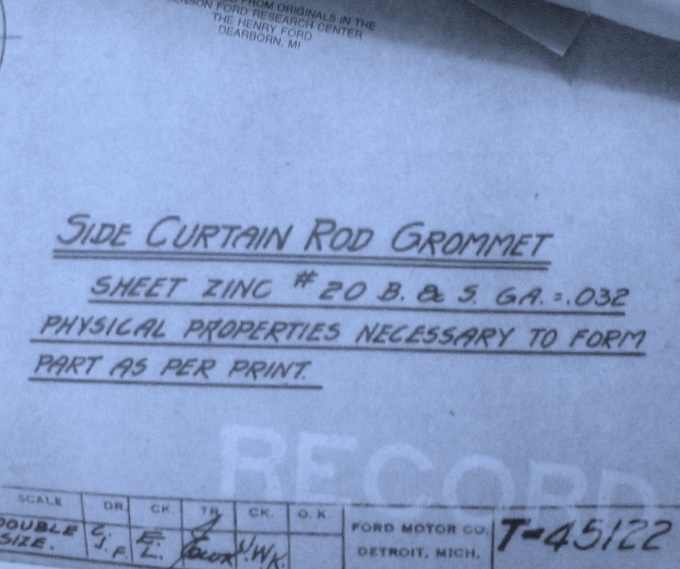 FROM ORIGINALS IN THE
FORD RESEARCH CENTER
THE HENRY FORD
DEARBORN, MI
SIDE CURTAIN ROD GROMMET
SHEET ZINC #20 B. & S. GA. = .032
PHYSICAL PROPERTIES NECESSARY TO FORM
PART AS PER PRINT.
RECORD
SCALE DR. CK. TR. CK. O.K.
DOUBLE SIZE. C.J.F. E.L. J.W.K.
FORD MOTOR CO.
DETROIT, MICH.
T-45122